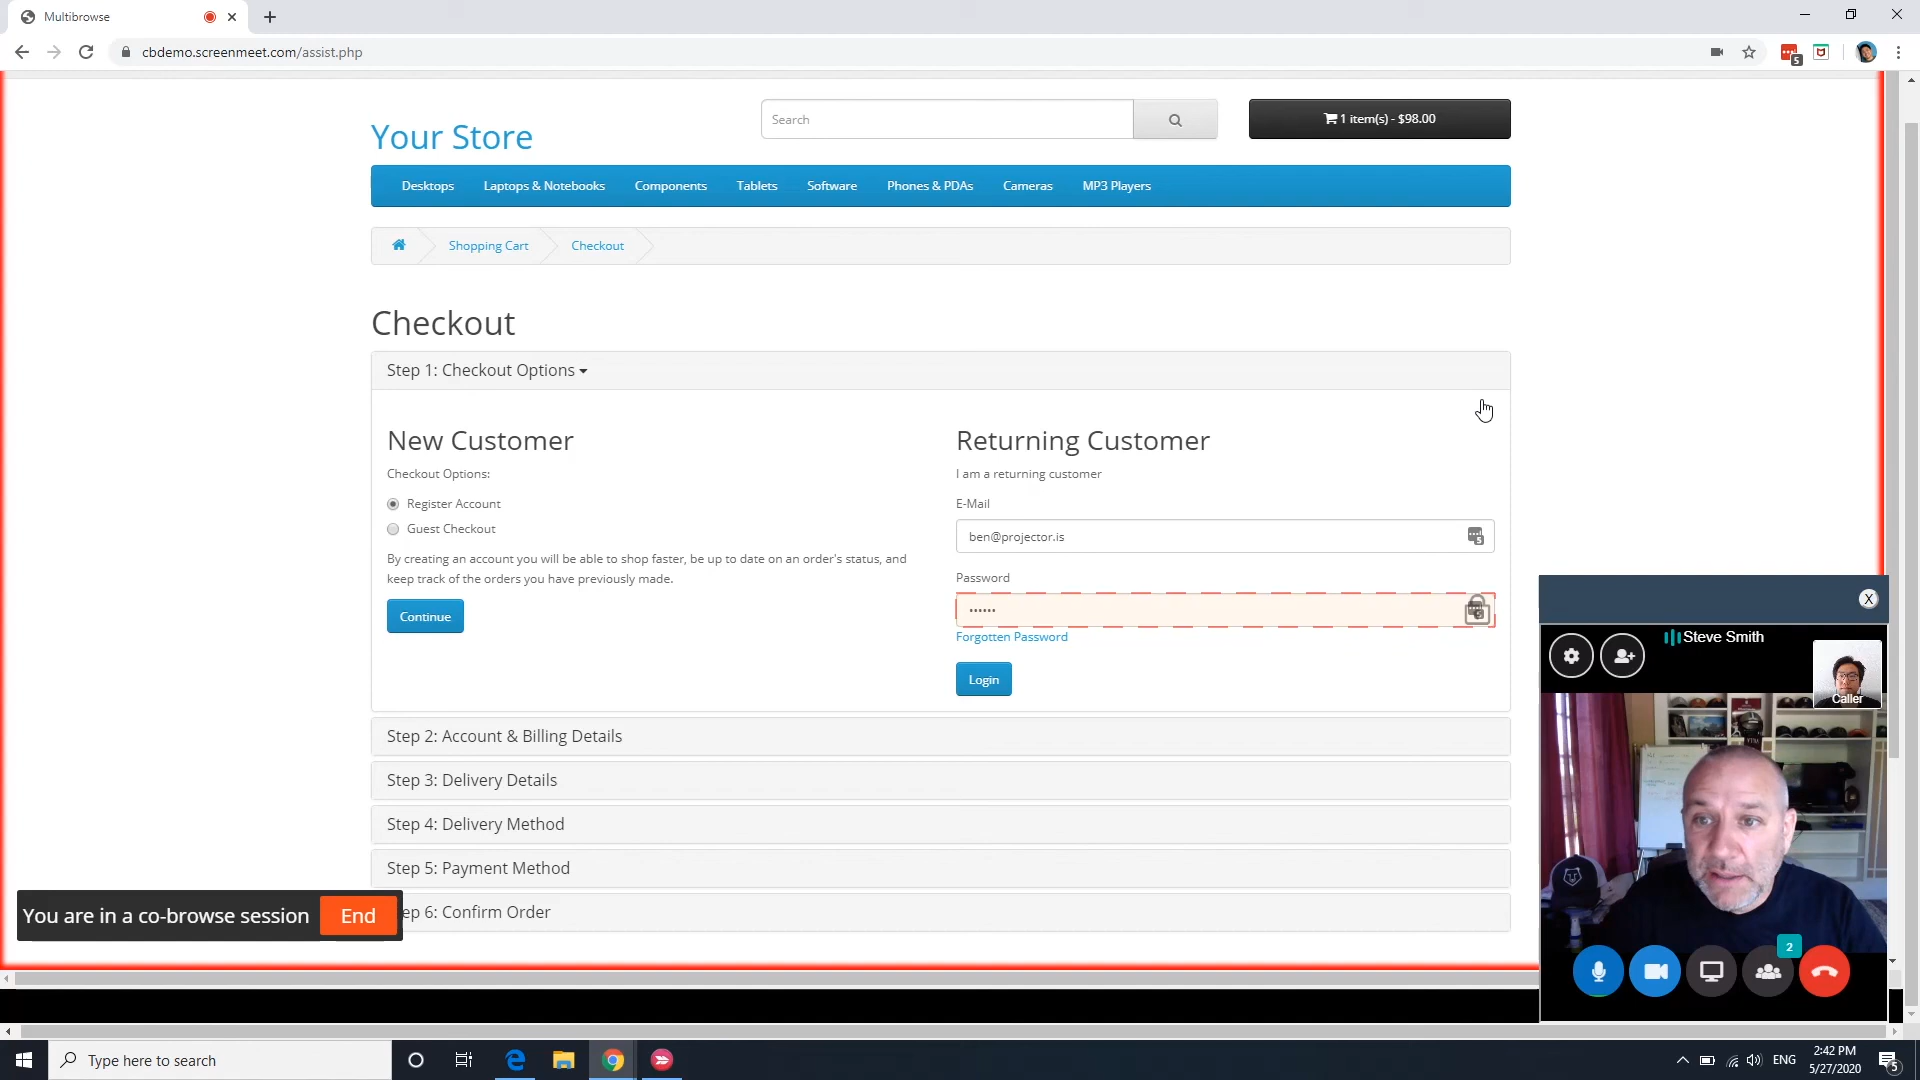 Multibrowse
cbdemo.screenmeet.com/assist.php
5
Your Store
Search
1 item(s) - $98.00
Desktops
Laptops & Notebooks
Components
Tablets
Software
Phones & PDAs
Cameras
MP3 Players
Shopping Cart
Checkout
Checkout
Step 1: Checkout Options
New Customer
Checkout Options:
Register Account
Guest Checkout
By creating an account you will be able to shop faster, be up to date on an order's status, and
keep track of the orders you have previously made.
Continue
Returning Customer
I am a returning customer
E-Mail
ben@projector.is
5
Password
••••••
Forgotten Password
Login
Step 2: Account & Billing Details
Step 3: Delivery Details
Step 4: Delivery Method
Step 5: Payment Method
ep 6: Confirm Order
You are in a co-browse session
End
X
Steve Smith
Caller
2
Type here to search
ENG
2:42 PM
5/27/2020
5